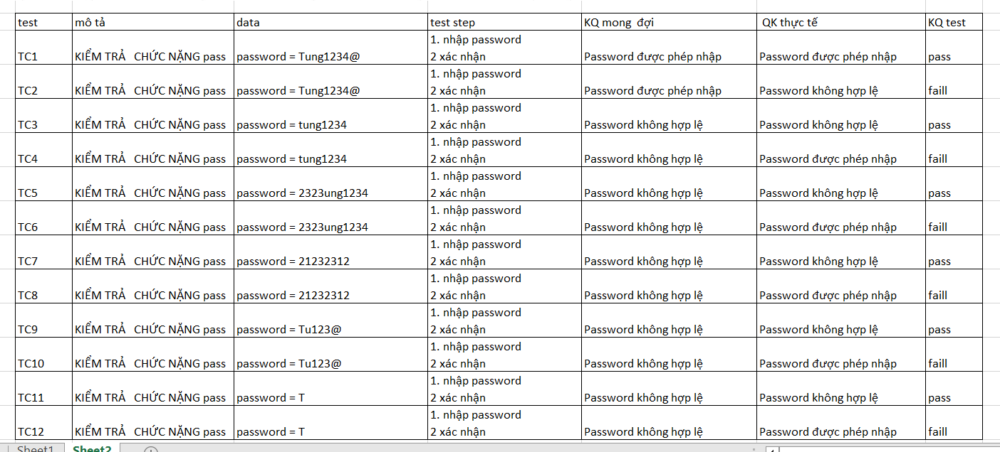 test mô tả data test step KQ mong đợi QK thực tế KQ test
1. nhập password
TC1 KIỂM TRẢ CHỨC NẶNG pass password = Tung1234@ 2 xác nhận Password được phép nhập Password được phép nhập pass
1. nhập password
TC2 KIỂM TRẢ CHỨC NẶNG pass password = Tung1234@ 2 xác nhận Password được phép nhập Password không hợp lệ faill
1. nhập password
TC3 KIỂM TRẢ CHỨC NẶNG pass password = tung1234 2 xác nhận Password không hợp lệ Password không hợp lệ pass
1. nhập password
TC4 KIỂM TRẢ CHỨC NẶNG pass password = tung1234 2 xác nhận Password không hợp lệ Password được phép nhập faill
1. nhập password
TC5 KIỂM TRẢ CHỨC NẶNG pass password = 2323ung1234 2 xác nhận Password không hợp lệ Password không hợp lệ pass
1. nhập password
TC6 KIỂM TRẢ CHỨC NẶNG pass password = 2323ung1234 2 xác nhận Password không hợp lệ Password được phép nhập faill
1. nhập password
TC7 KIỂM TRẢ CHỨC NẶNG pass password = 21232312 2 xác nhận Password không hợp lệ Password không hợp lệ pass
1. nhập password
TC8 KIỂM TRẢ CHỨC NẶNG pass password = 21232312 2 xác nhận Password không hợp lệ Password được phép nhập faill
1. nhập password
TC9 KIỂM TRẢ CHỨC NẶNG pass password = Tu123@ 2 xác nhận Password không hợp lệ Password không hợp lệ pass
1. nhập password
TC10 KIỂM TRẢ CHỨC NẶNG pass password = Tu123@ 2 xác nhận Password không hợp lệ Password được phép nhập faill
1. nhập password
TC11 KIỂM TRẢ CHỨC NẶNG pass password = T 2 xác nhận Password không hợp lệ Password không hợp lệ pass
1. nhập password
TC12 KIỂM TRẢ CHỨC NẶNG pass password = T 2 xác nhận Password không hợp lệ Password được phép nhập faill
Sheet1 Sheet2